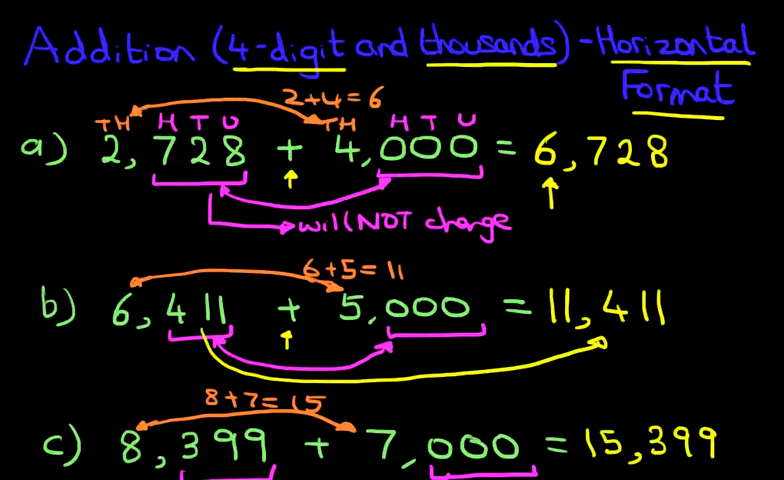 Addition (4-digit and thousands) - Horizontal
Format
2+4=6
TH H T U TH H T U
a) 2,728 + 4,000 = 6,728
will NOT change
6+5=11
b) 6,411 + 5,000 = 11,411
8+7=15
c) 8,399 + 7,000 = 15,399